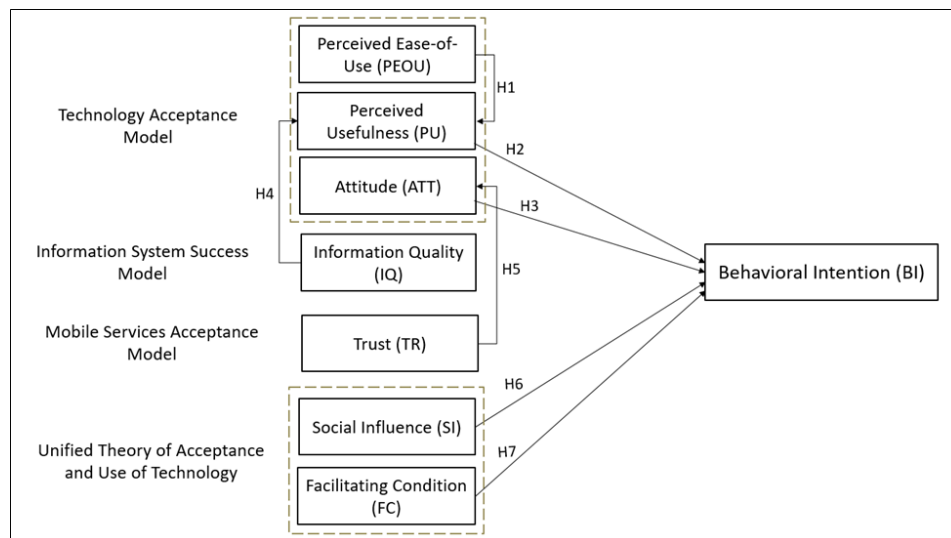 Perceived Ease-of-
Use (PEOU)
H1
Technology Acceptance
Model
Perceived
Usefulness (PU)
H2
H4
Attitude (ATT)
H3
Information System Success
Model
Information Quality
(IQ)
H5
Behavioral Intention (BI)
Mobile Services Acceptance
Model
Trust (TR)
H6
Social Influence (SI)
Unified Theory of Acceptance
and Use of Technology
H7
Facilitating Condition
(FC)